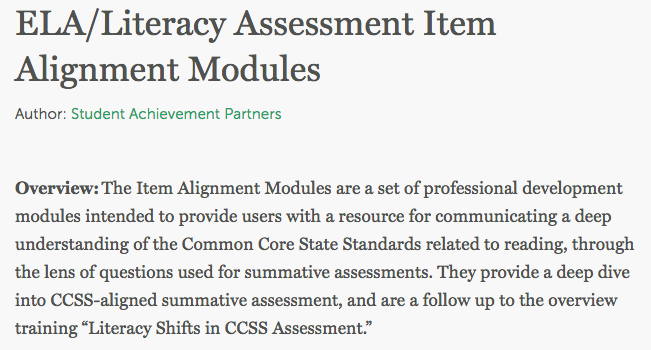 ELA/Literacy Assessment Item
Alignment Modules
Author: Student Achievement Partners
Overview: The Item Alignment Modules are a set of professional development
modules intended to provide users with a resource for communicating a deep
understanding of the Common Core State Standards related to reading, through
the lens of questions used for summative assessments. They provide a deep dive
into CCSS-aligned summative assessment, and are a follow up to the overview
training “Literacy Shifts in CCSS Assessment.”